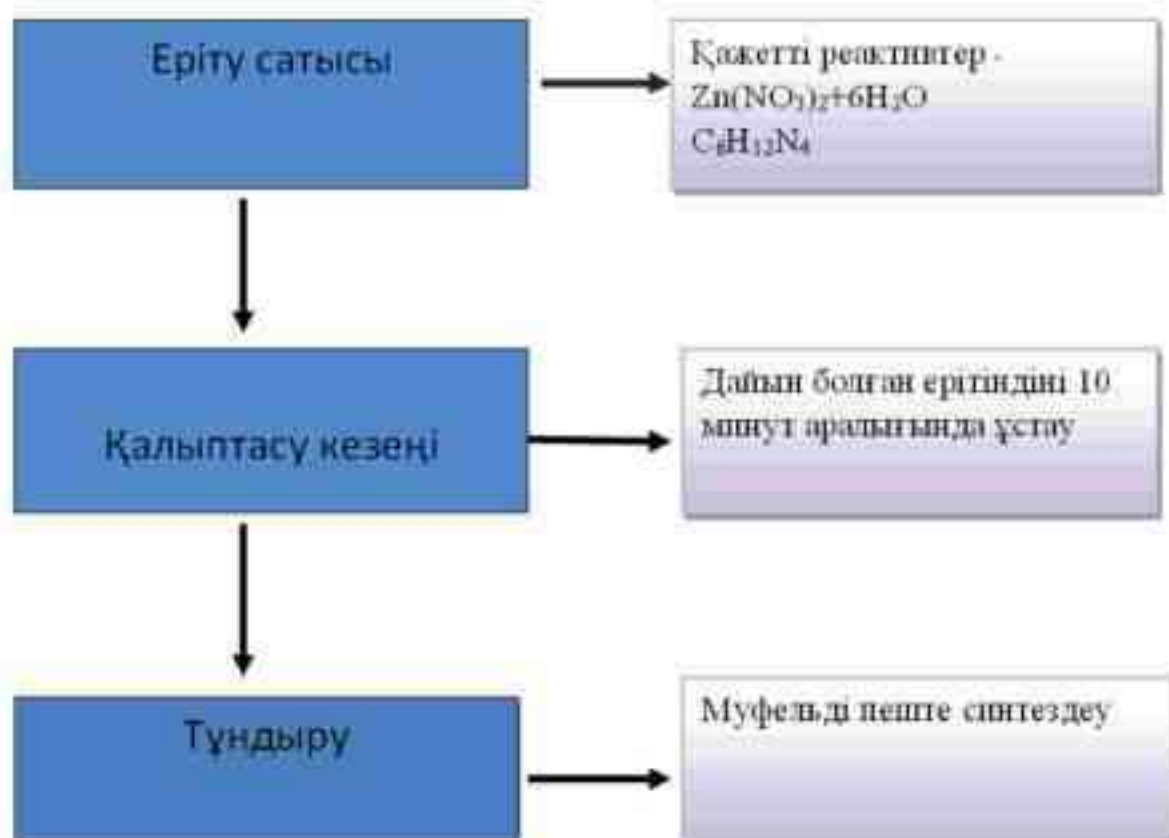 Еріту сатысы
Қажетті реактивтер -
Zn(NO₃)₂+6H₂O
C₆H₁₂N₄
Қалыптасу кезеңі
Дайын болған ерітіндіні 10
минут аралығында ұстау
Тұндыру
Муфельді пеште синтездеу